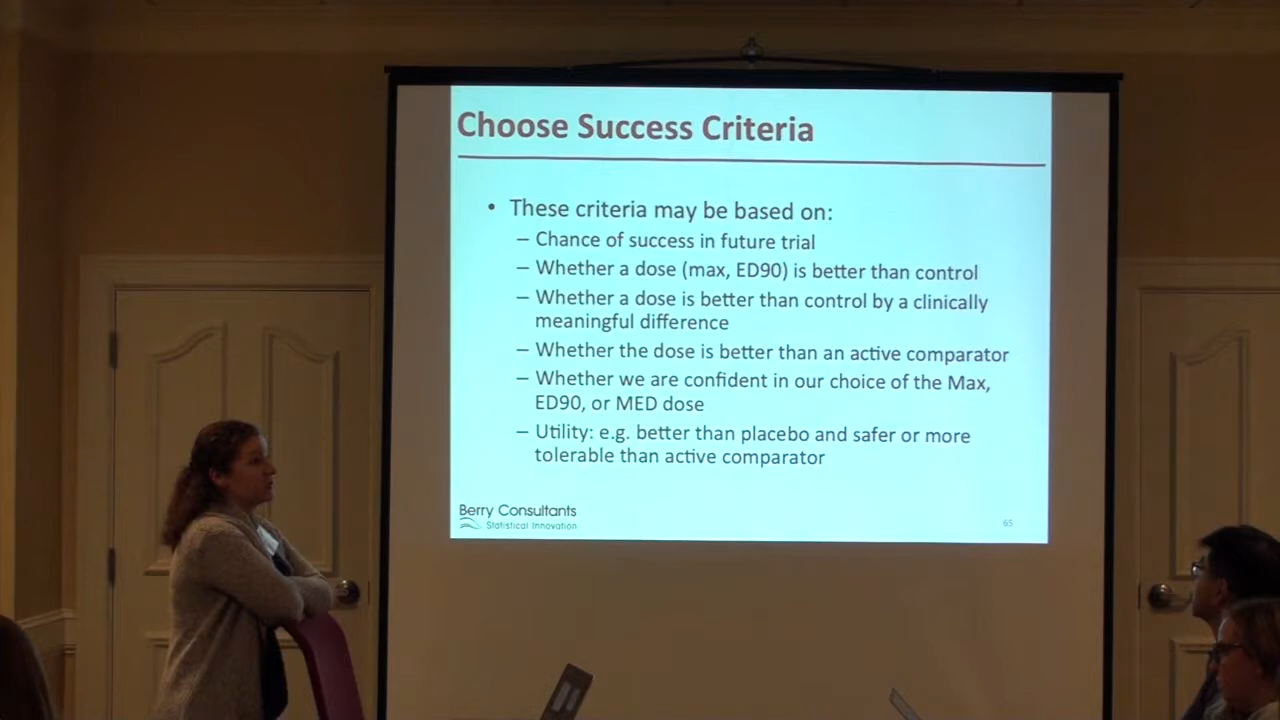 Choose Success Criteria
• These criteria may be based on:
– Chance of success in future trial
– Whether a dose (max, ED90) is better than control
– Whether a dose is better than control by a clinically
meaningful difference
– Whether the dose is better than an active comparator
– Whether we are confident in our choice of the Max,
ED90, or MED dose
– Utility: e.g. better than placebo and safer or more
tolerable than active comparator
Berry Consultants
Statistical Innovation
65